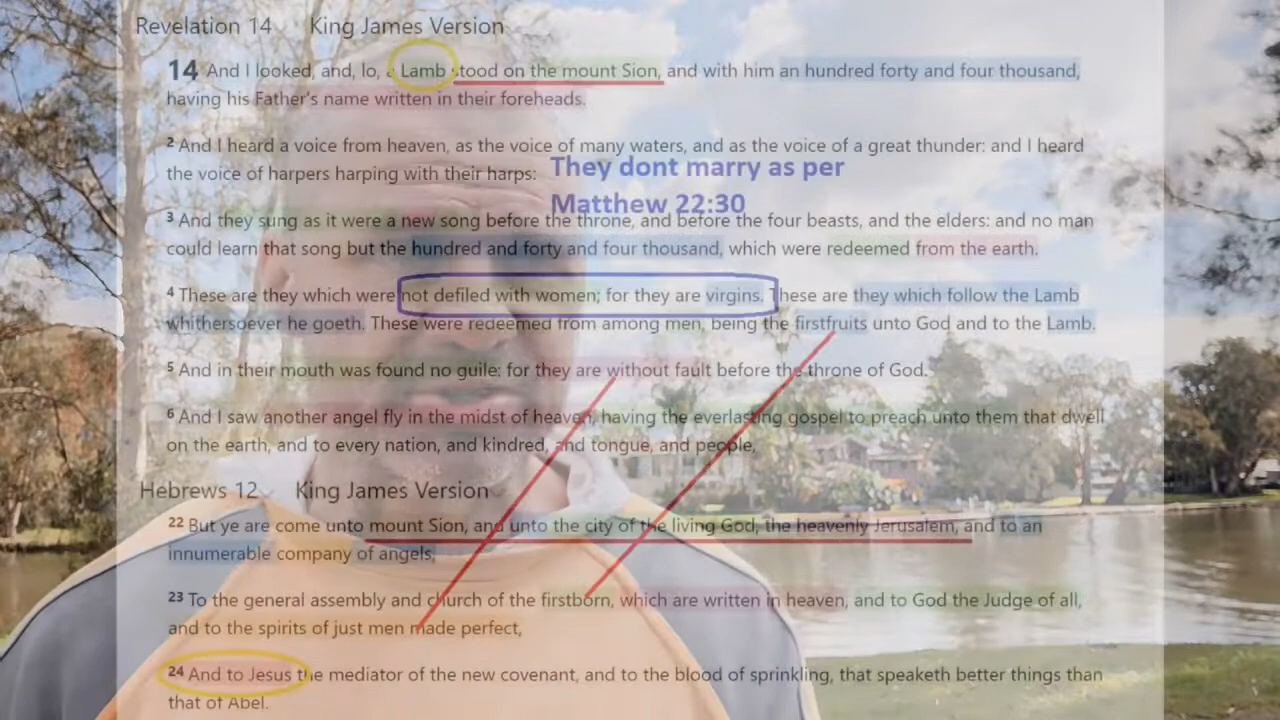 Revelation 14 King James Version
14 And I looked, and, lo, a Lamb stood on the mount Sion, and with him an hundred forty and four thousand,
having his Father's name written in their foreheads.
2 And I heard a voice from heaven, as the voice of many waters, and as the voice of a great thunder: and I heard
the voice of harpers harping with their harps:
They dont marry as per
Matthew 22:30
3 And they sung as it were a new song before the throne, and before the four beasts, and the elders: and no man
could learn that song but the hundred and forty and four thousand, which were redeemed from the earth.
4 These are they which were not defiled with women; for they are virgins. These are they which follow the Lamb
whithersoever he goeth. These were redeemed from among men, being the firstfruits unto God and to the Lamb.
5 And in their mouth was found no guile: for they are without fault before the throne of God.
6 And I saw another angel fly in the midst of heaven, having the everlasting gospel to preach unto them that dwell
on the earth, and to every nation, and kindred, and tongue, and people,
Hebrews 12 King James Version
22 But ye are come unto mount Sion, and unto the city of the living God, the heavenly Jerusalem, and to an
innumerable company of angels,
23 To the general assembly and church of the firstborn, which are written in heaven, and to God the Judge of all,
and to the spirits of just men made perfect,
24 And to Jesus the mediator of the new covenant, and to the blood of sprinkling, that speaketh better things than
that of Abel.